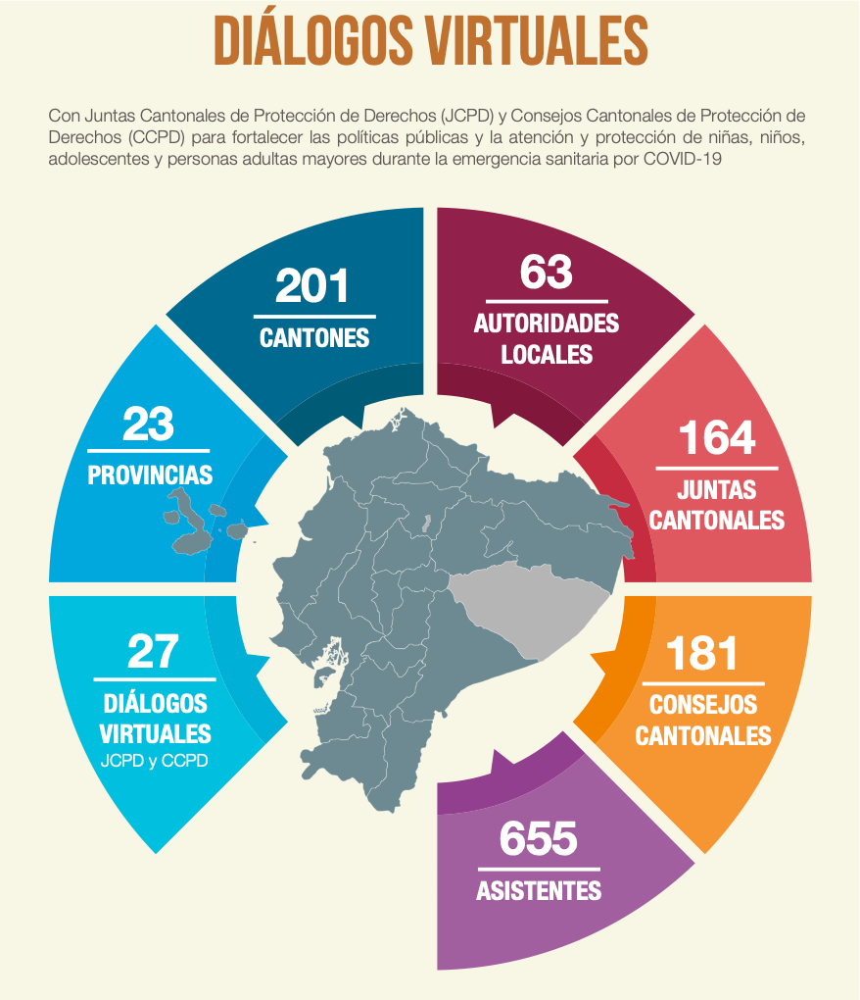 DIÁLOGOS VIRTUALES
Con Juntas Cantonales de Protección de Derechos (JCPD) y Consejos Cantonales de Protección de
Derechos (CCPD) para fortalecer las políticas públicas y la atención y protección de niñas, niños,
adolescentes y personas adultas mayores durante la emergencia sanitaria por COVID-19
27
DIÁLOGOS
VIRTUALES
JCPD y CCPD
23
PROVINCIAS
201
CANTONES
63
AUTORIDADES
LOCALES
164
JUNTAS
CANTONALES
181
CONSEJOS
CANTONALES
655
ASISTENTES